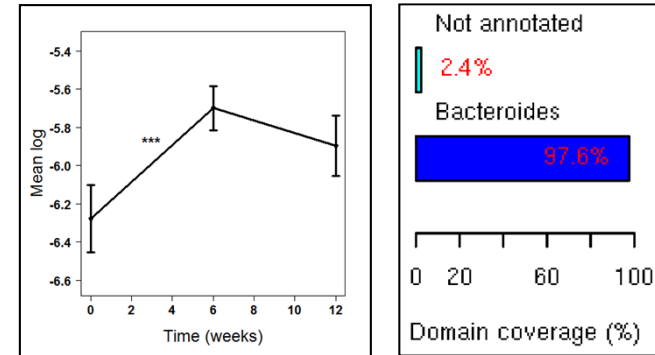 -5.4
-5.6
-5.8
-6.0
-6.2
-6.4
-6.6
Mean log
***
0 2 4 6 8 10 12
Time (weeks)
Not annotated
2.4%
Bacteroides
97.6%
0 20 60 100
Domain coverage (%)